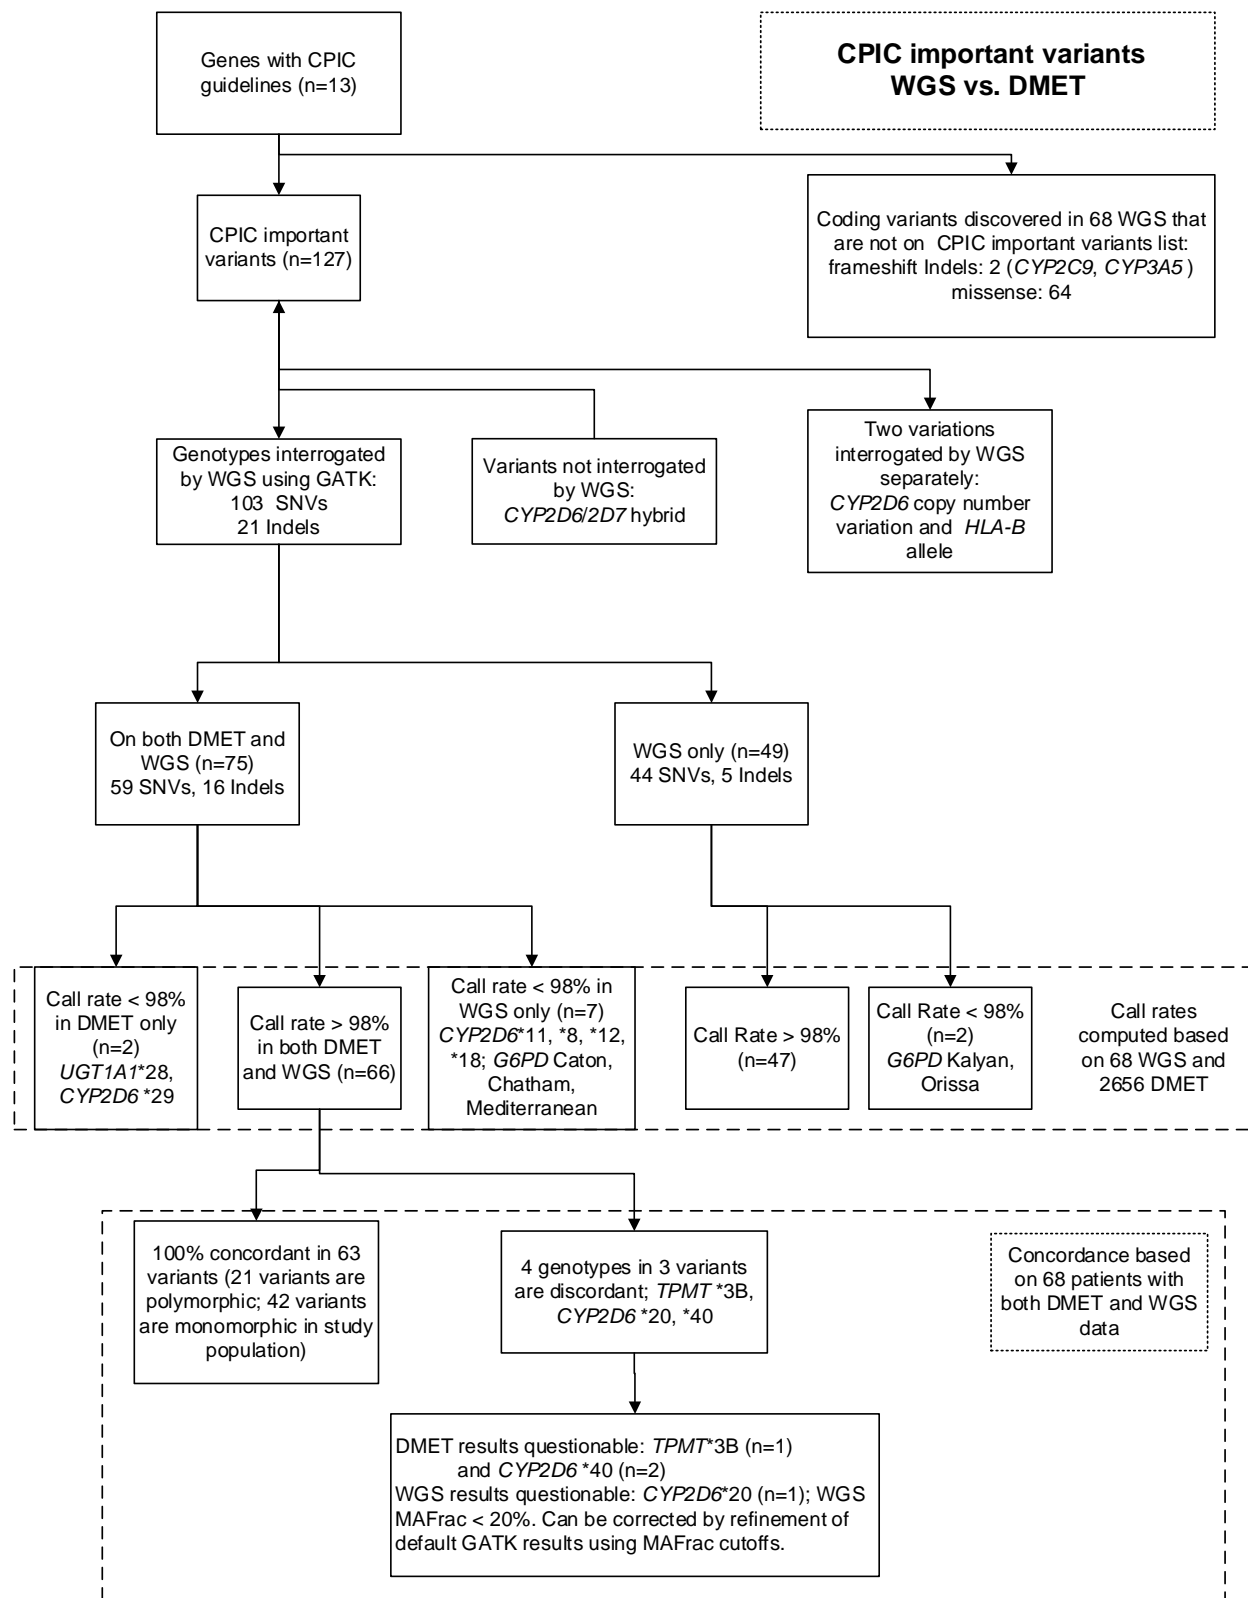 Genes with CPIC
guidelines (n=13)
CPIC important variants
WGS vs. DMET
CPIC important
variants (n=127)
Coding variants discovered in 68 WGS that
are not on CPIC important variants list:
frameshift Indels: 2 (CYP2C9, CYP3A5 )
missense: 64
Genotypes interrogated
by WGS using GATK:
103 SNVs
21 Indels
Variants not interrogated
by WGS:
CYP2D6/2D7 hybrid
Two variations
interrogated by WGS
separately:
CYP2D6 copy number
variation and HLA-B
allele
On both DMET and
WGS (n=75)
59 SNVs, 16 Indels
WGS only (n=49)
44 SNVs, 5 Indels
Call rate < 98%
in DMET only
(n=2)
UGT1A1*28,
CYP2D6 *29
Call rate > 98%
in both DMET
and WGS (n=66)
Call rate < 98% in
WGS only (n=7)
CYP2D6*11, *8, *12,
*18; G6PD Caton,
Chatham,
Mediterranean
Call Rate > 98%
(n=47)
Call Rate < 98%
(n=2)
G6PD Kalyan,
Orissa
Call rates
computed based
on 68 WGS and
2656 DMET
100% concordant in 63
variants (21 variants are
polymorphic; 42 variants
are monomorphic in study
population)
4 genotypes in 3 variants
are discordant; TPMT *3B,
CYP2D6 *20, *40
Concordance based
on 68 patients with
both DMET and WGS
data
DMET results questionable: TPMT*3B (n=1)
and CYP2D6 *40 (n=2)
WGS results questionable: CYP2D6*20 (n=1); WGS
MAFrac < 20%. Can be corrected by refinement of
default GATK results using MAFrac cutoffs.